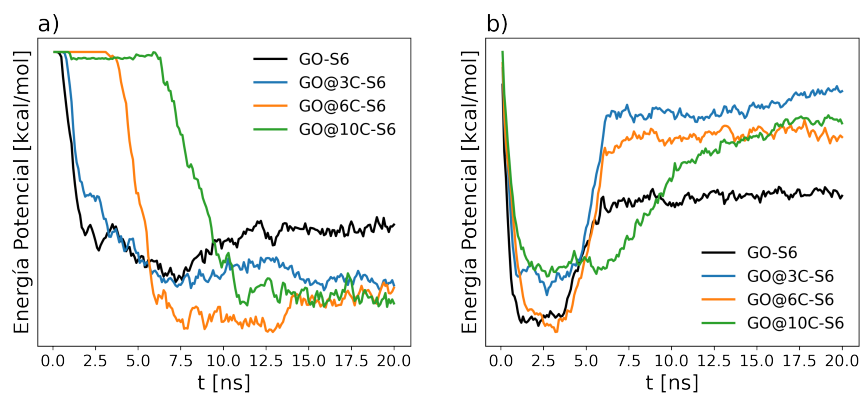 a)
Energía Potencial [kcal/mol]
GO-S6
GO@3C-S6
GO@6C-S6
GO@10C-S6
0.0 2.5 5.0 7.5 10.0 12.5 15.0 17.5 20.0
t [ns]
b)
Energía Potencial [kcal/mol]
GO-S6
GO@3C-S6
GO@6C-S6
GO@10C-S6
0.0 2.5 5.0 7.5 10.0 12.5 15.0 17.5 20.0
t [ns]